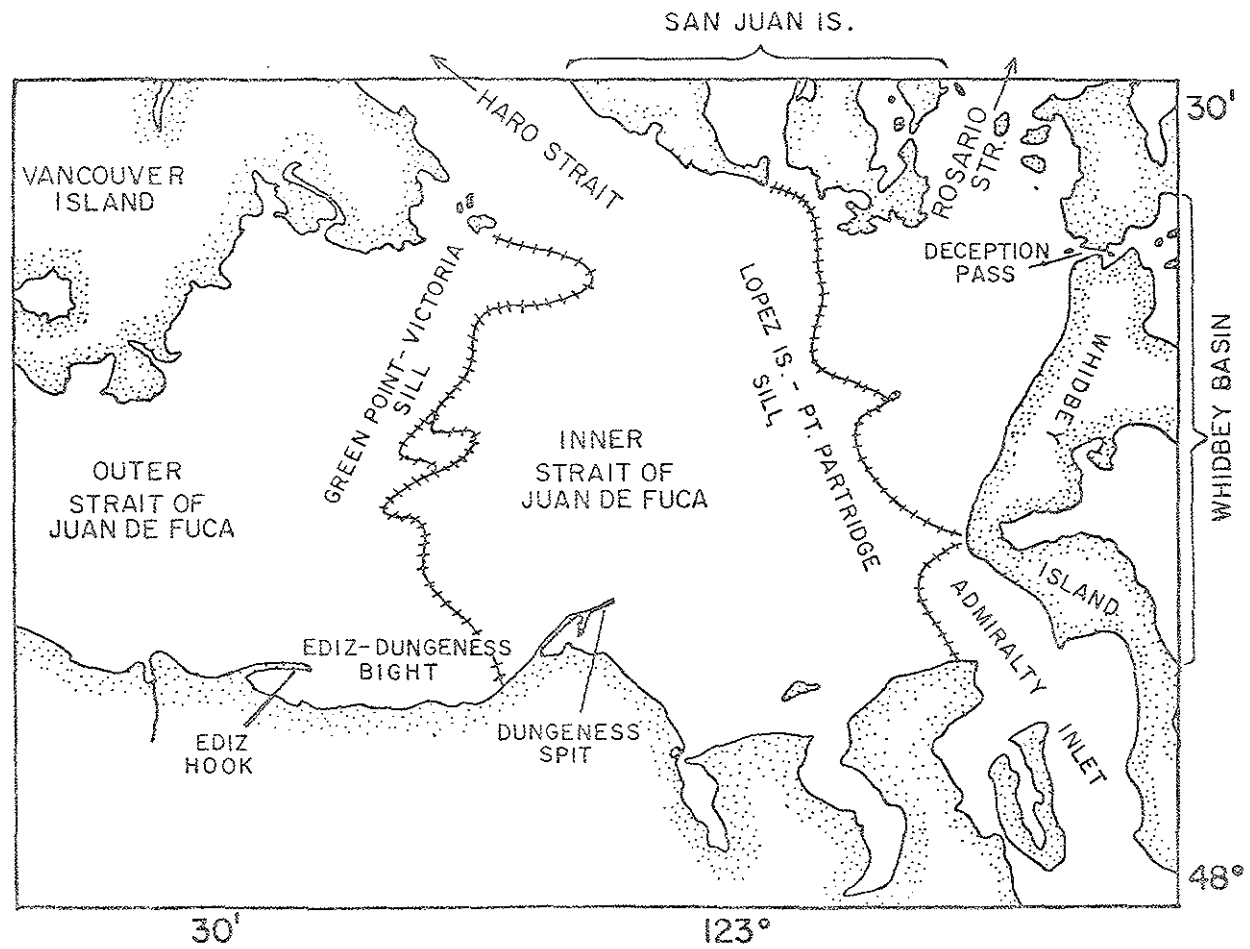 SAN JUAN IS.
30'
HARO STRAIT
ROSARIO
STR.
VANCOUVER
ISLAND
DECEPTION
PASS
GREEN POINT-VICTORIA
SILL
LOPEZ IS. - PT. PARTRIDGE
SILL
WHIDBEY
ISLAND
WHIDBEY BASIN
OUTER
STRAIT OF
JUAN DE FUCA
INNER
STRAIT OF
JUAN DE FUCA
ADMIRALTY
INLET
EDIZ-DUNGENESS
BIGHT
EDIZ
HOOK
DUNGENESS
SPIT
48°
30'
123°